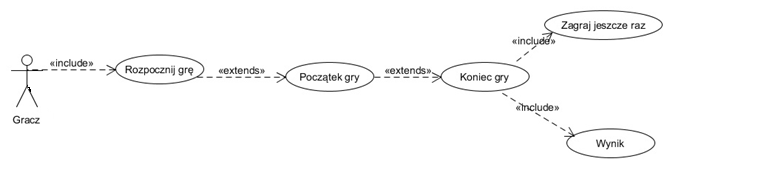 Zagraj jeszcze raz
«include»
«include»
Rozpocznij grę
«extends»
Początek gry
«extends»
Koniec gry
«include»
Gracz
Wynik